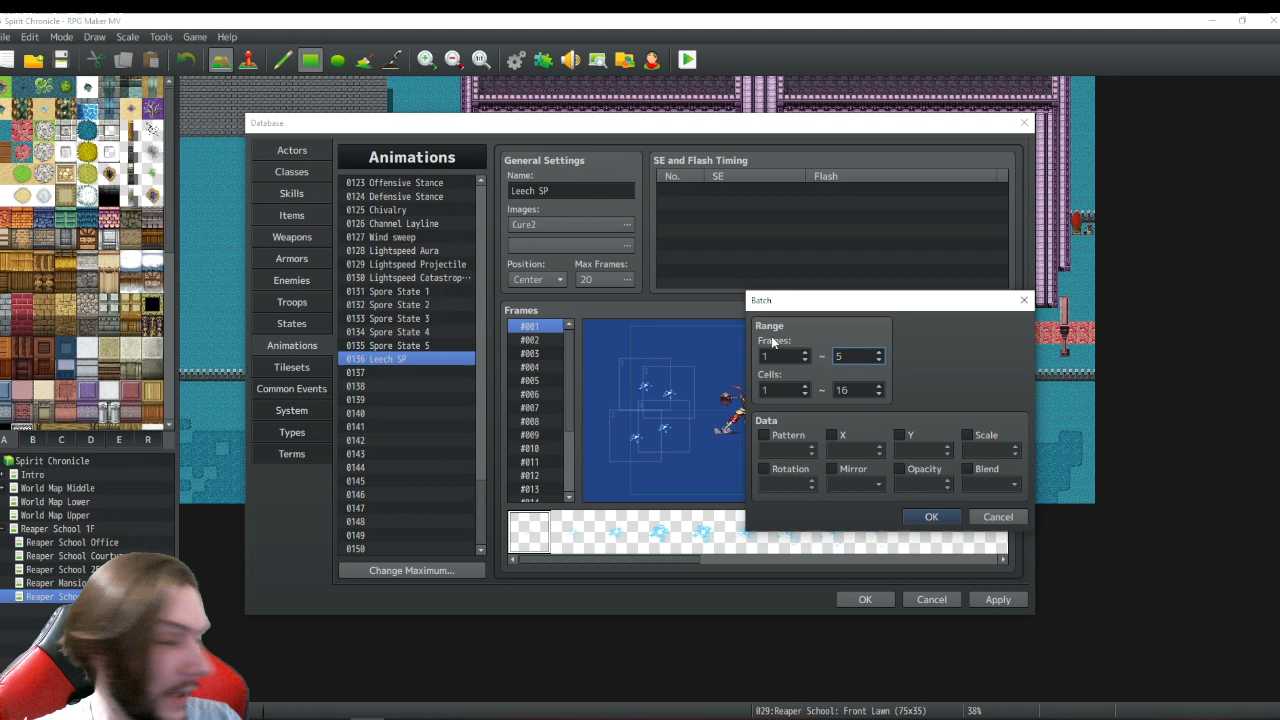 Spirit Chronicle - RPG Maker MV
Edit Mode Draw Scale Tools Game Help
Database
Actors
Classes
Skills
Items
Weapons
Armors
Enemies
Troops
States
Animations
Tilesets
Common Events
System
Types
Terms
Animations
0123 Offensive Stance
0124 Defensive Stance
0125 Chivalry
0126 Channel Layline
0127 Wind sweep
0128 Lightspeed Aura
0129 Lightspeed Projectile
0130 Lightspeed Catastrop...
0131 Spore State 1
0132 Spore State 2
0133 Spore State 3
0134 Spore State 4
0135 Spore State 5
0136 Leech SP
0137
0138
0139
0140
0141
0142
0143
0144
0145
0146
0147
0148
0149
0150
Change Maximum...
General Settings
Name:
Leech SP
Images:
Cure2 ...
...
Position: Max Frames:
Center 20 ...
SE and Flash Timing
No. SE Flash
Frames
#001
#002
#003
#004
#005
#006
#007
#008
#009
#010
#011
#012
#013
Batch
Range
Frames:
1 ~ 5
Cells:
1 ~ 16
Data
Pattern X Y Scale
Rotation Mirror Opacity Blend
OK Cancel
OK Cancel Apply
A B C D E R
Spirit Chronicle
Intro
World Map Middle
World Map Lower
World Map Upper
Reaper School 1F
Reaper School Office
Reaper School Courty
Reaper School 2F
Reaper Mansio
Reaper Scho
029:Reaper School: Front Lawn (75x35) 38%